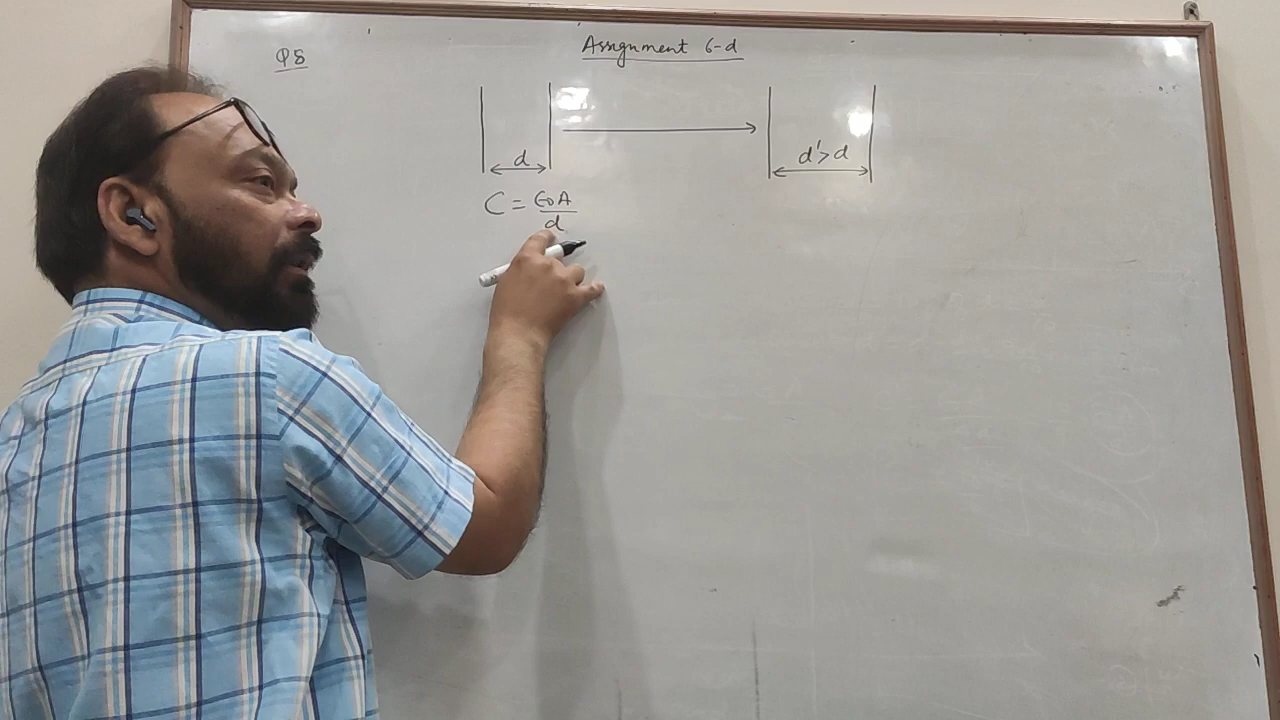 Assignment 6-d
Q8
d
d'>d
C = ϵ₀A
d